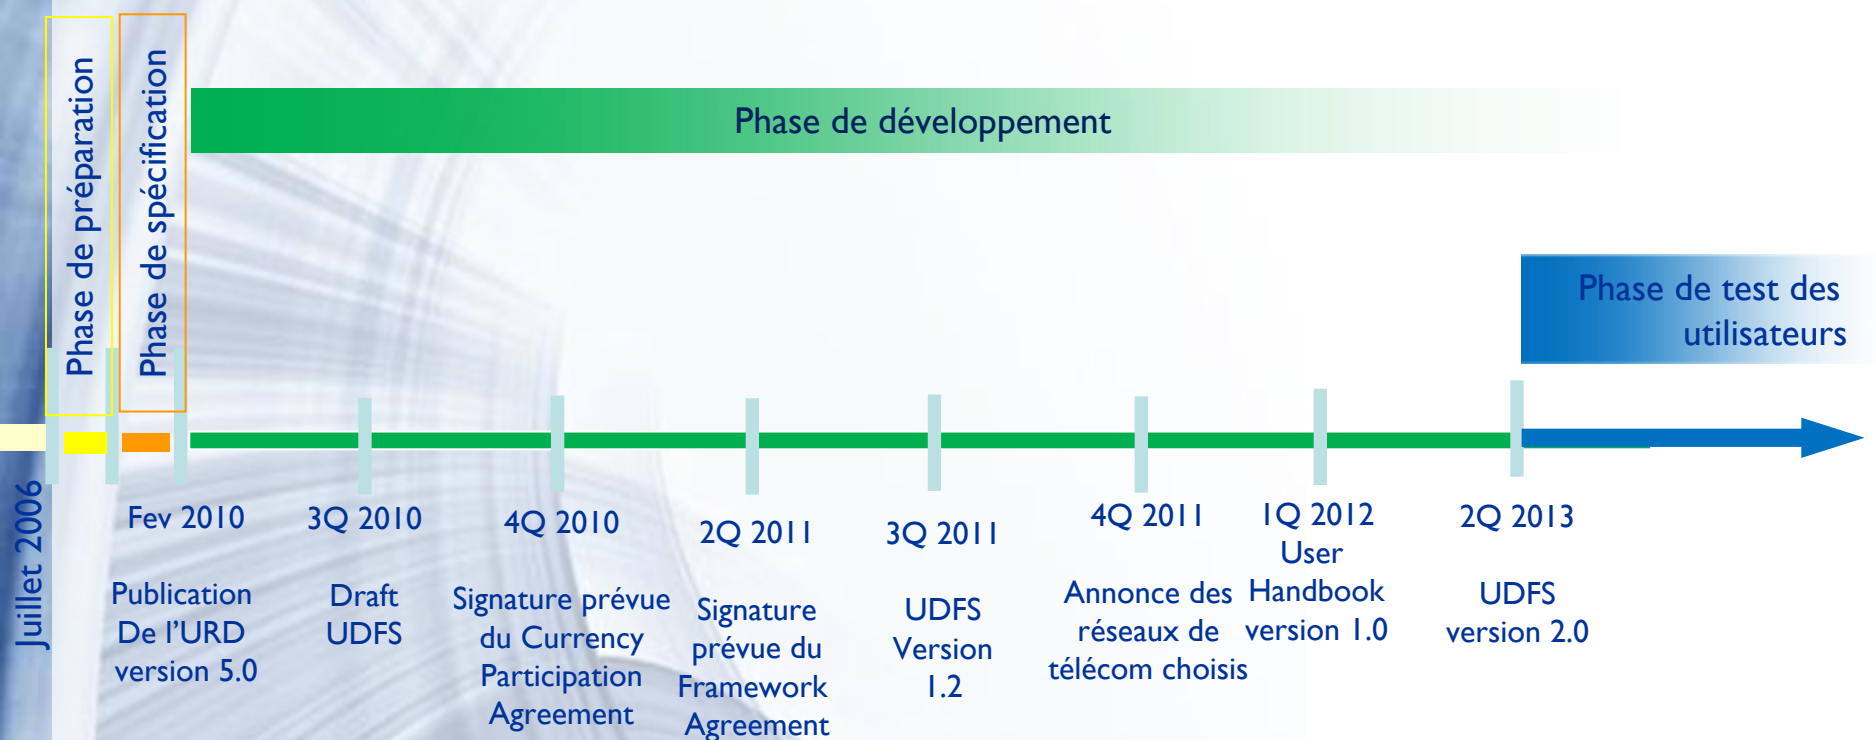 Phase de préparation
Phase de spécification
Phase de développement
Phase de test des
utilisateurs
Juillet 2006
Fev 2010
Publication
De l’URD
version 5.0
3Q 2010
Draft
UDFS
4Q 2010
Signature prévue
du Currency
Participation
Agreement
2Q 2011
Signature
prévue du
Framework
Agreement
3Q 2011
UDFS
Version
1.2
4Q 2011
Annonce des
réseaux de
télécom choisis
1Q 2012
User
Handbook
version 1.0
2Q 2013
UDFS
version 2.0